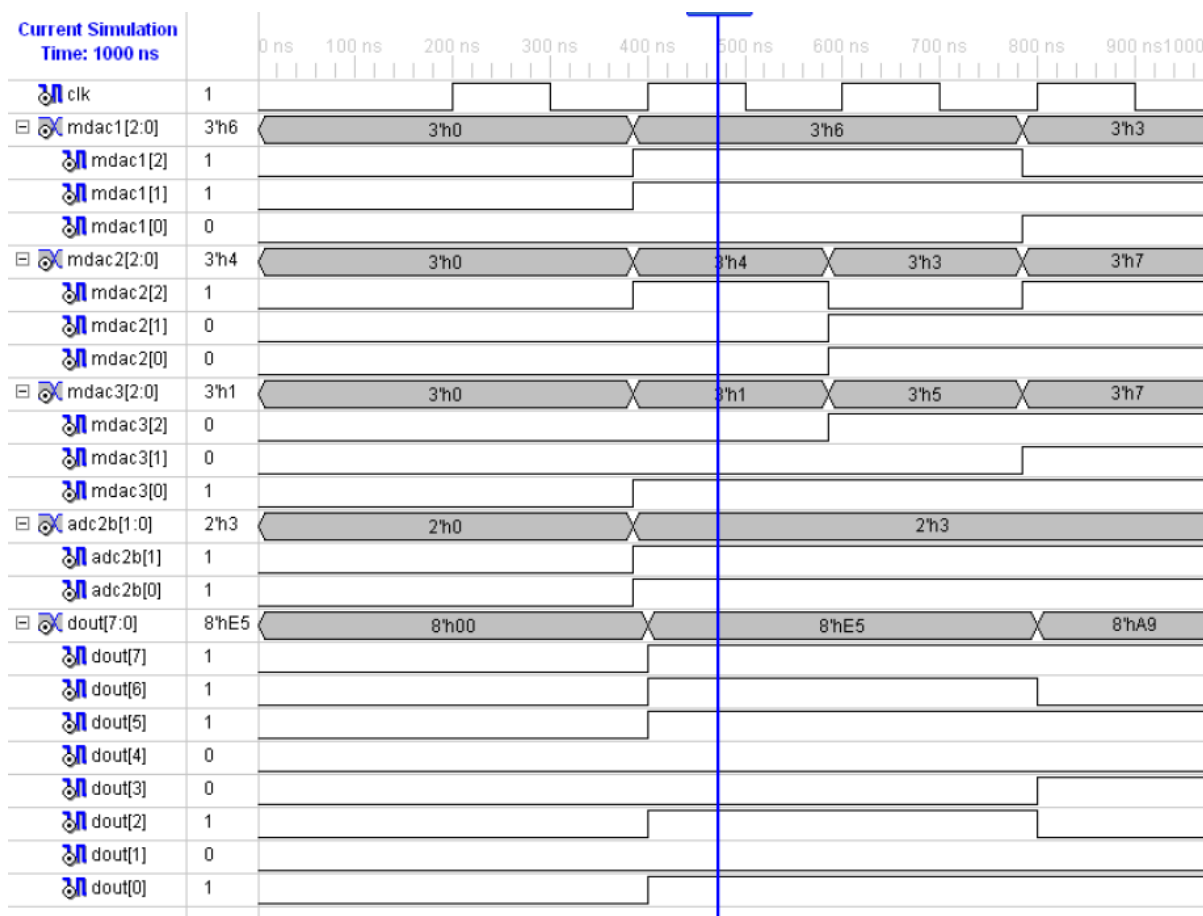 Current Simulation
Time: 1000 ns
0 ns 100 ns 200 ns 300 ns 400 ns 500 ns 600 ns 700 ns 800 ns 900 ns 1000
clk 1
mdac1[2:0] 3'h6 3'h0 3'h6 3'h3
mdac1[2] 1
mdac1[1] 1
mdac1[0] 0
mdac2[2:0] 3'h4 3'h0 3'h4 3'h3 3'h7
mdac2[2] 1
mdac2[1] 0
mdac2[0] 0
mdac3[2:0] 3'h1 3'h0 3'h1 3'h5 3'h7
mdac3[2] 0
mdac3[1] 0
mdac3[0] 1
adc2b[1:0] 2'h3 2'h0 2'h3
adc2b[1] 1
adc2b[0] 1
dout[7:0] 8'hE5 8'h00 8'hE5 8'hA9
dout[7] 1
dout[6] 1
dout[5] 1
dout[4] 0
dout[3] 0
dout[2] 1
dout[1] 0
dout[0] 1